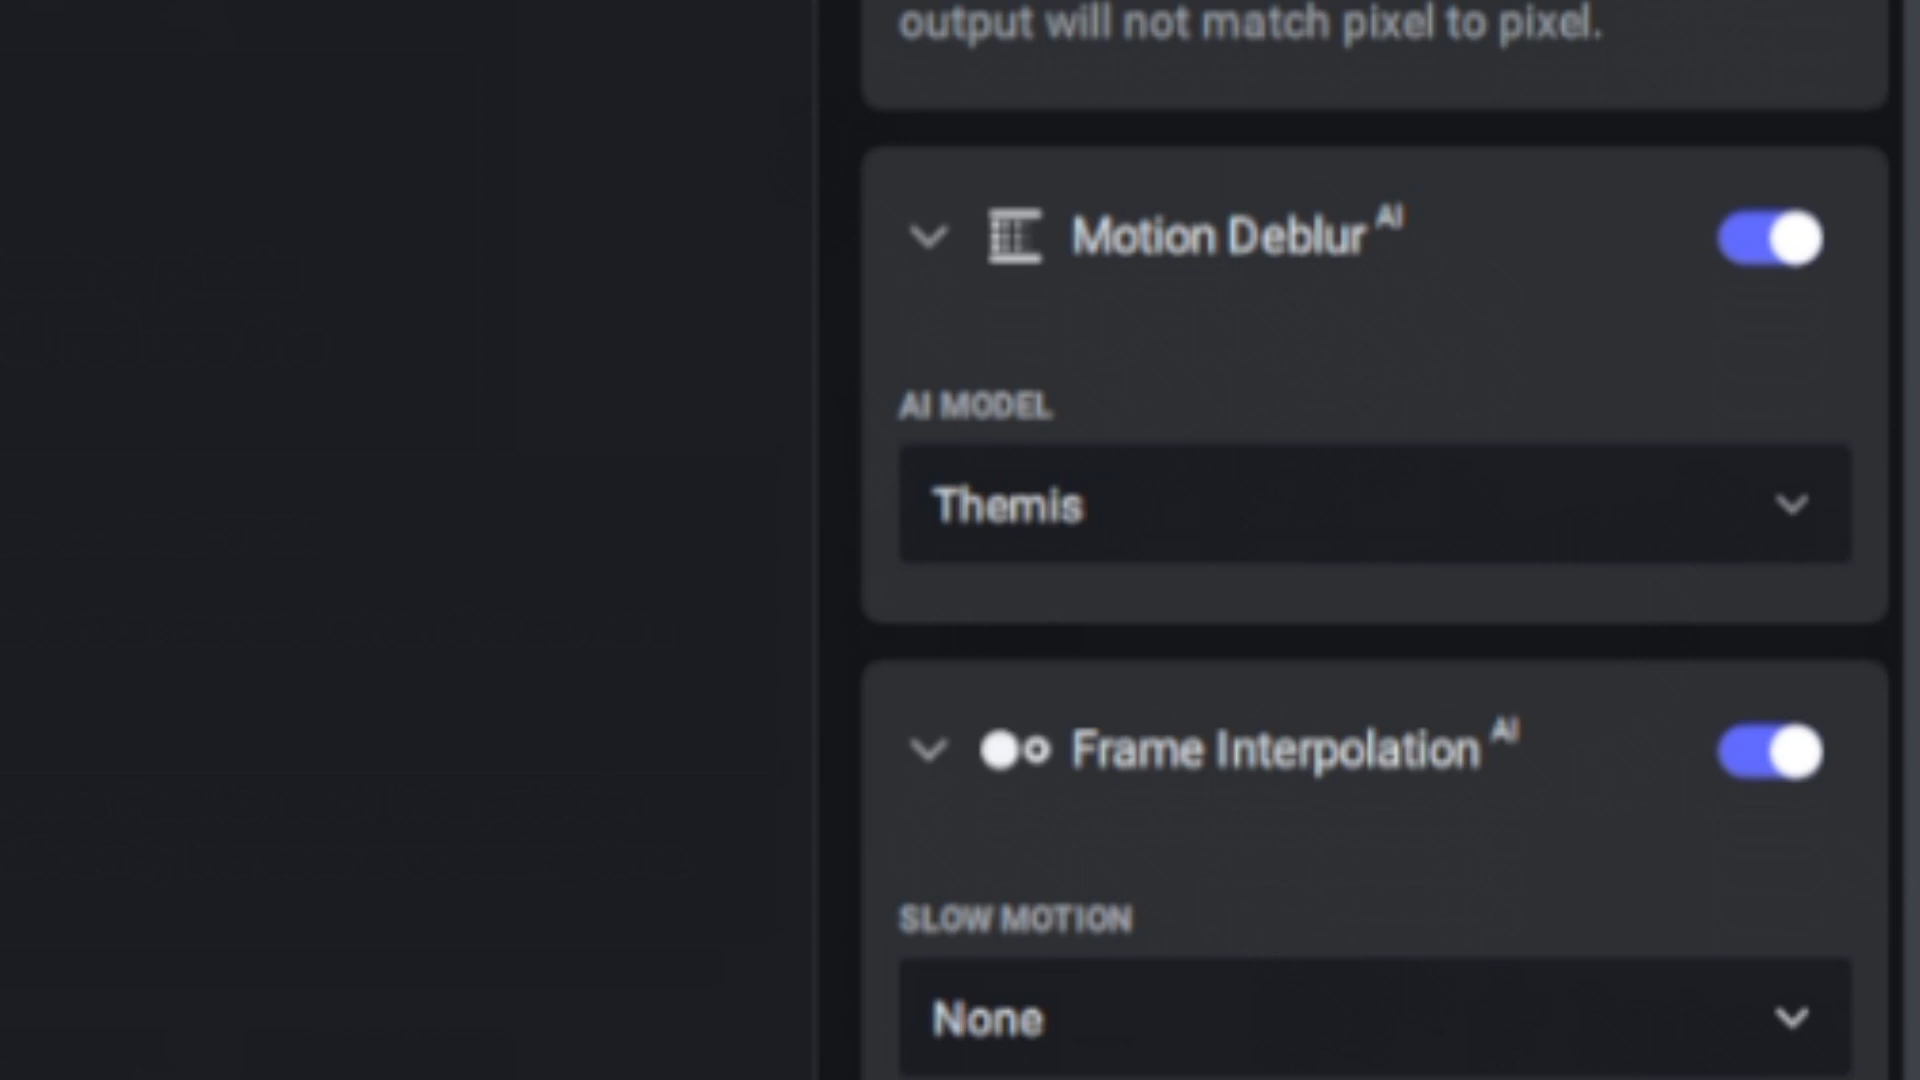 output will not match pixel to pixel.
Motion Deblur AI
AI MODEL
Themis
Frame Interpolation AI
SLOW MOTION
None